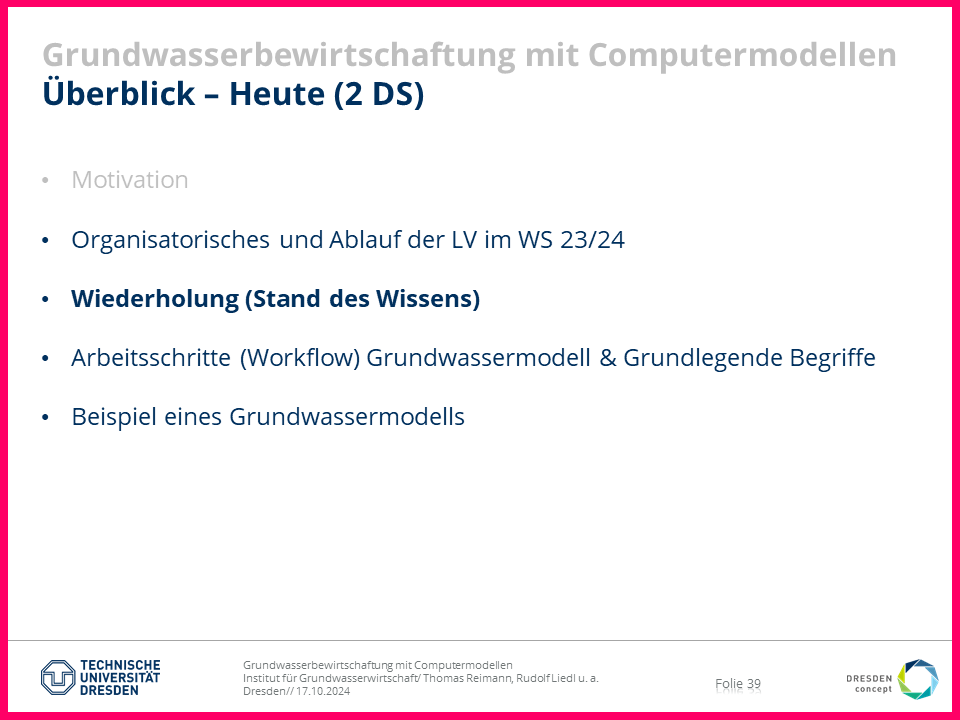 Grundwasserbewirtschaftung mit Computermodellen
Überblick – Heute (2 DS)
• Motivation
• Organisatorisches und Ablauf der LV im WS 23/24
• Wiederholung (Stand des Wissens)
• Arbeitsschritte (Workflow) Grundwassermodell & Grundlegende Begriffe
• Beispiel eines Grundwassermodells
TECHNISCHE
UNIVERSITÄT
DRESDEN
Grundwasserbewirtschaftung mit Computermodellen
Institut für Grundwasserwirtschaft/ Thomas Reimann, Rudolf Liedl u. a.
Dresden// 17.10.2024
Folie 39
DRESDEN
concept